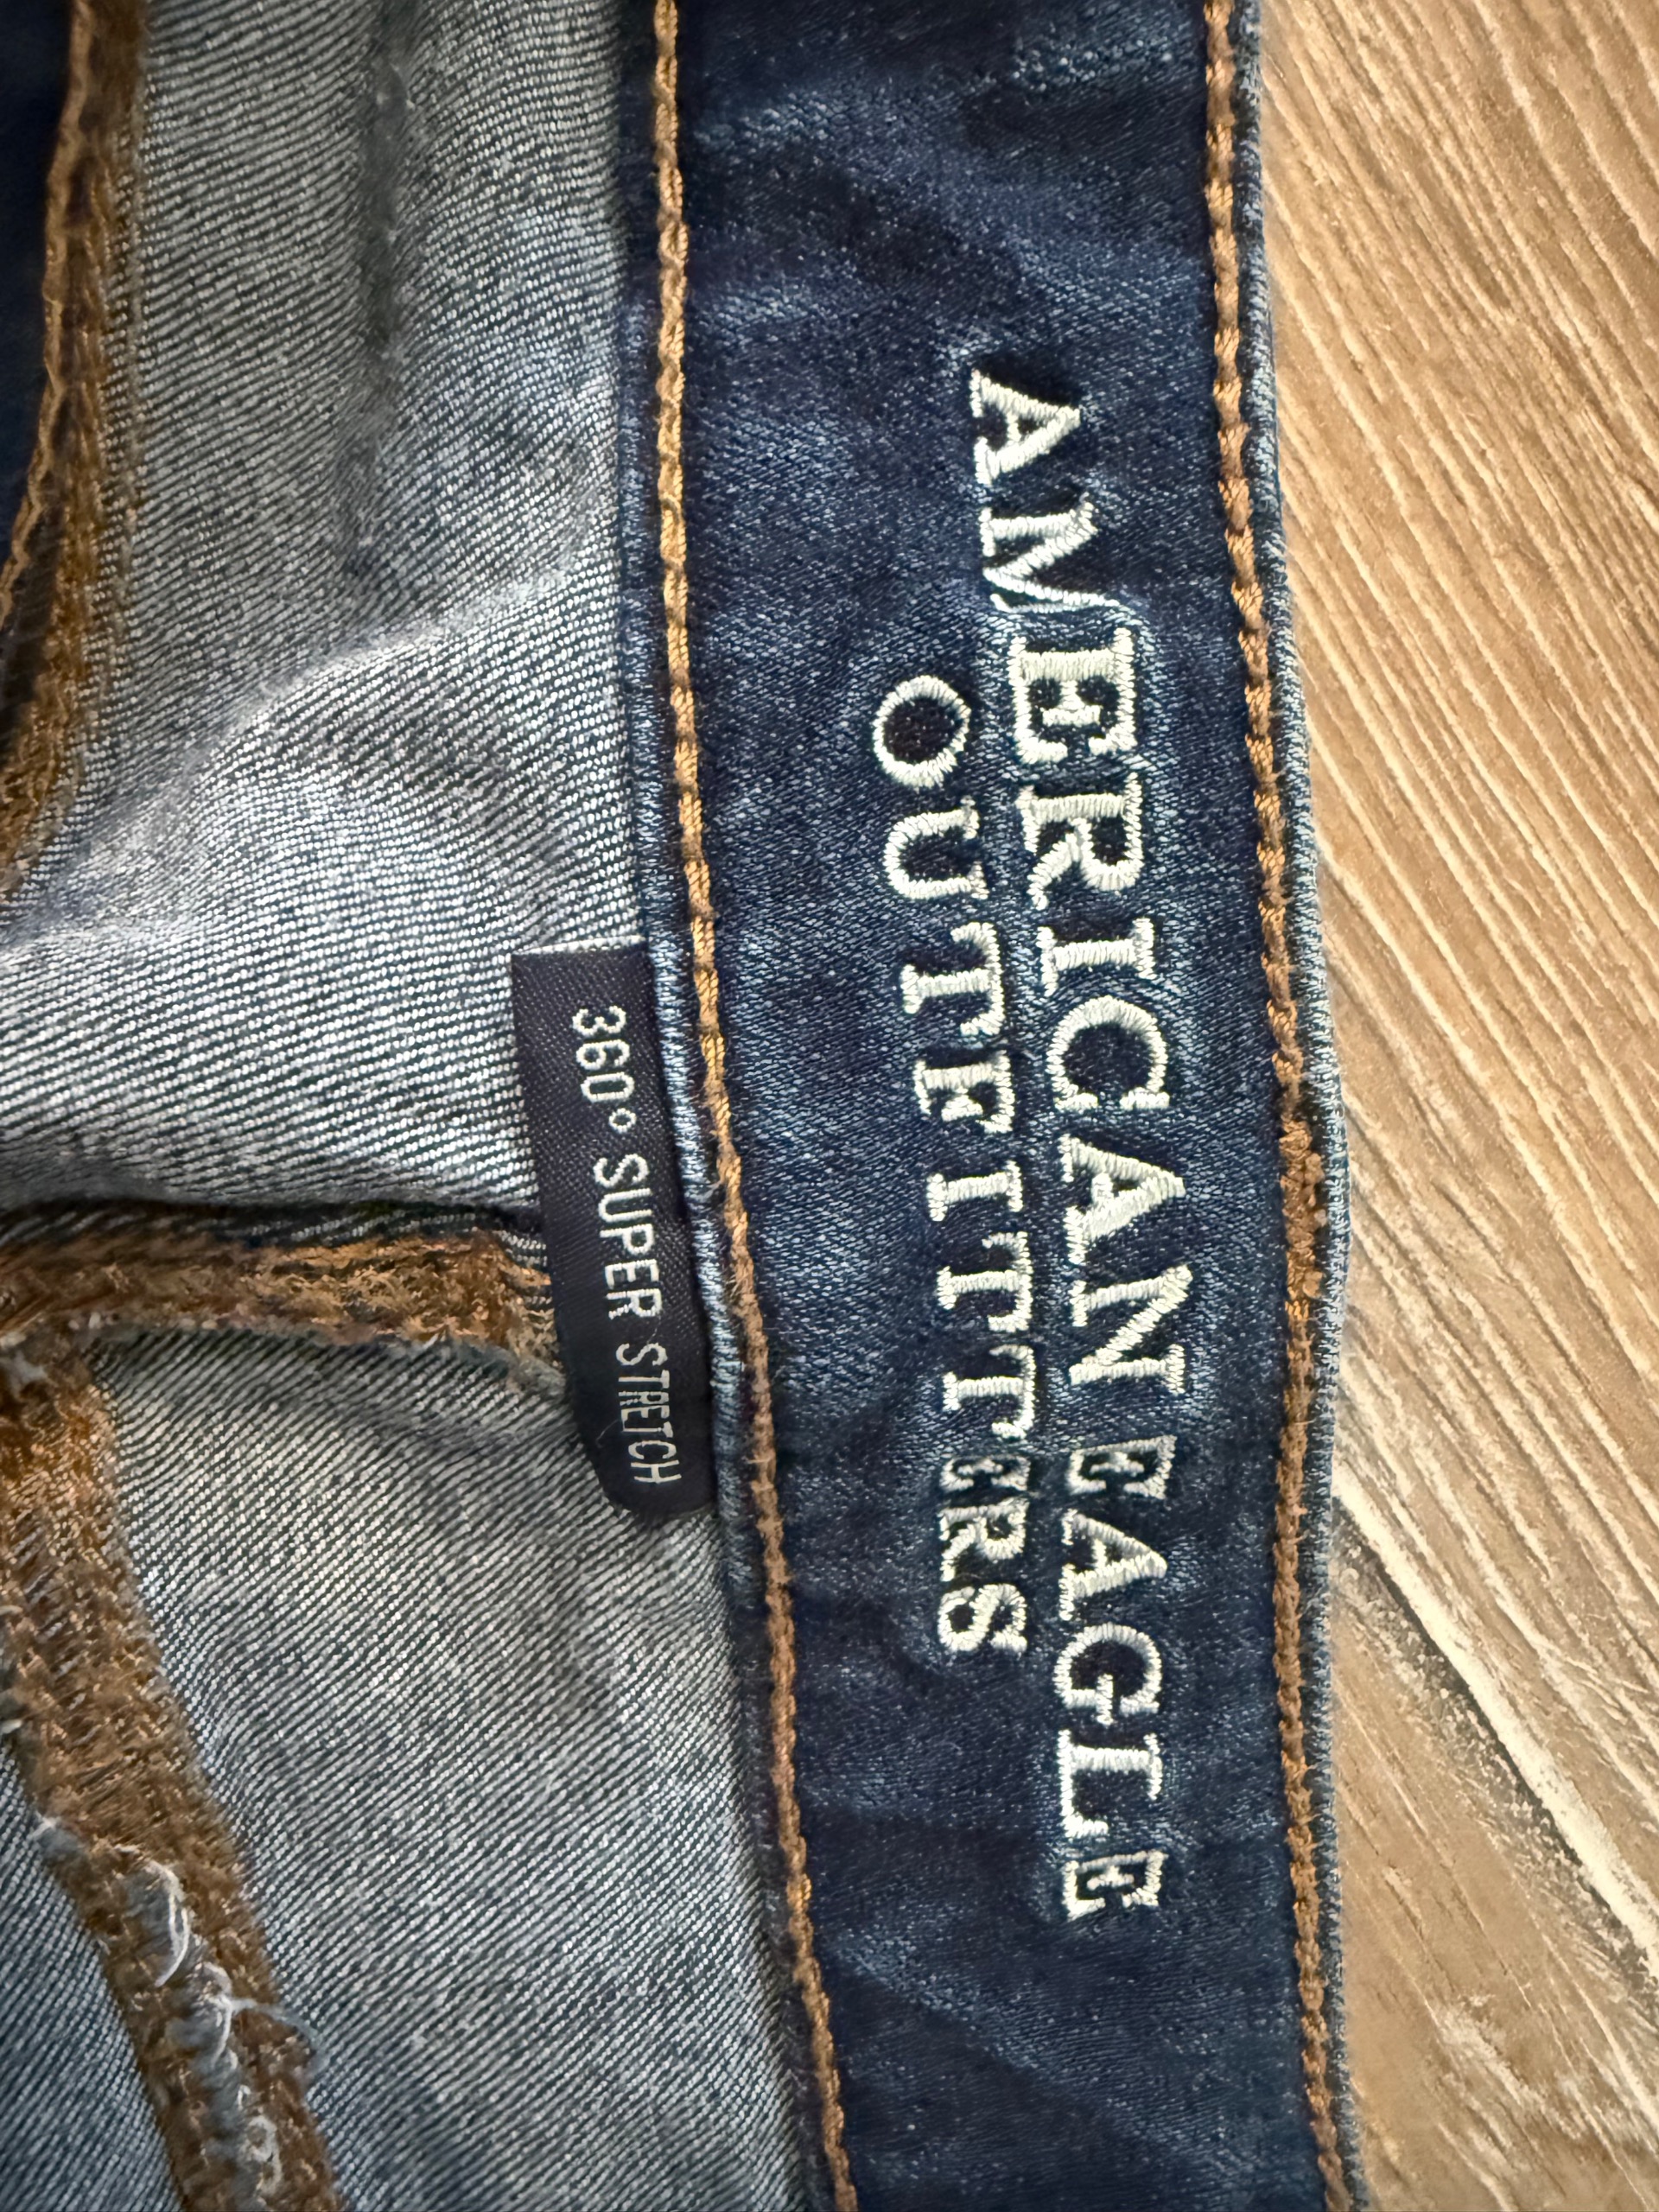 AMERICAN EAGLE
OUTFITTERS
360° SUPER STRETCH